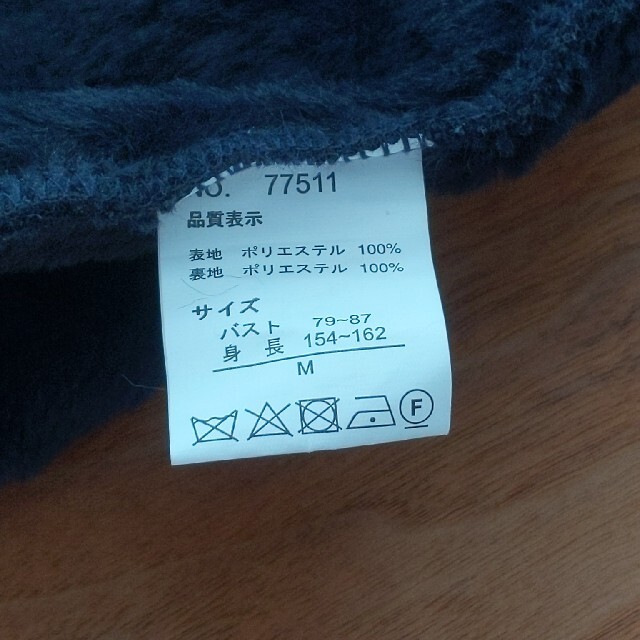 NO. 77511
品質表示
表地 ポリエステル 100%
裏地 ポリエステル 100%
サイズ
バスト 79~87
身 長 154~162
M
F